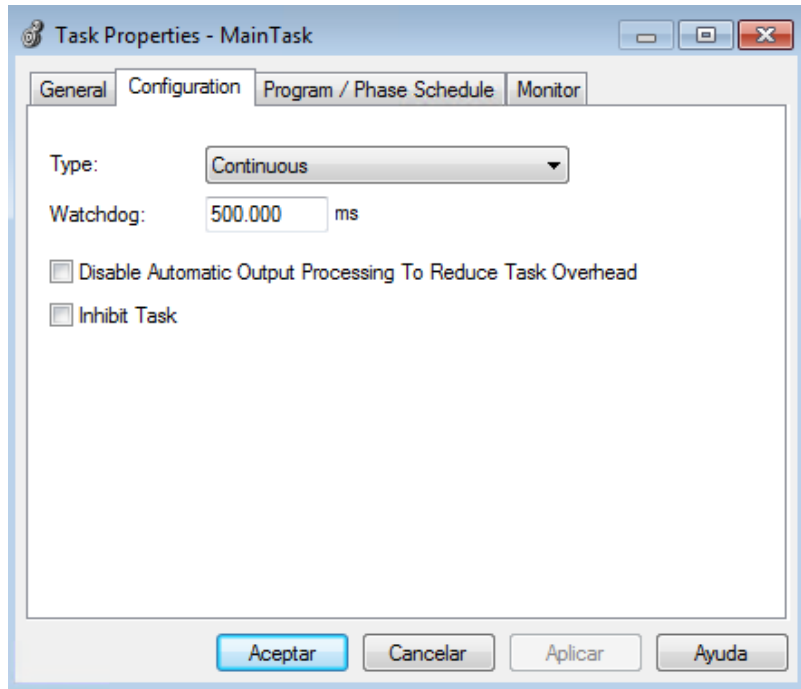 Task Properties - MainTask
General Configuration Program / Phase Schedule Monitor
Type: Continuous
Watchdog: 500.000 ms
Disable Automatic Output Processing To Reduce Task Overhead
Inhibit Task
Aceptar Cancelar Aplicar Ayuda